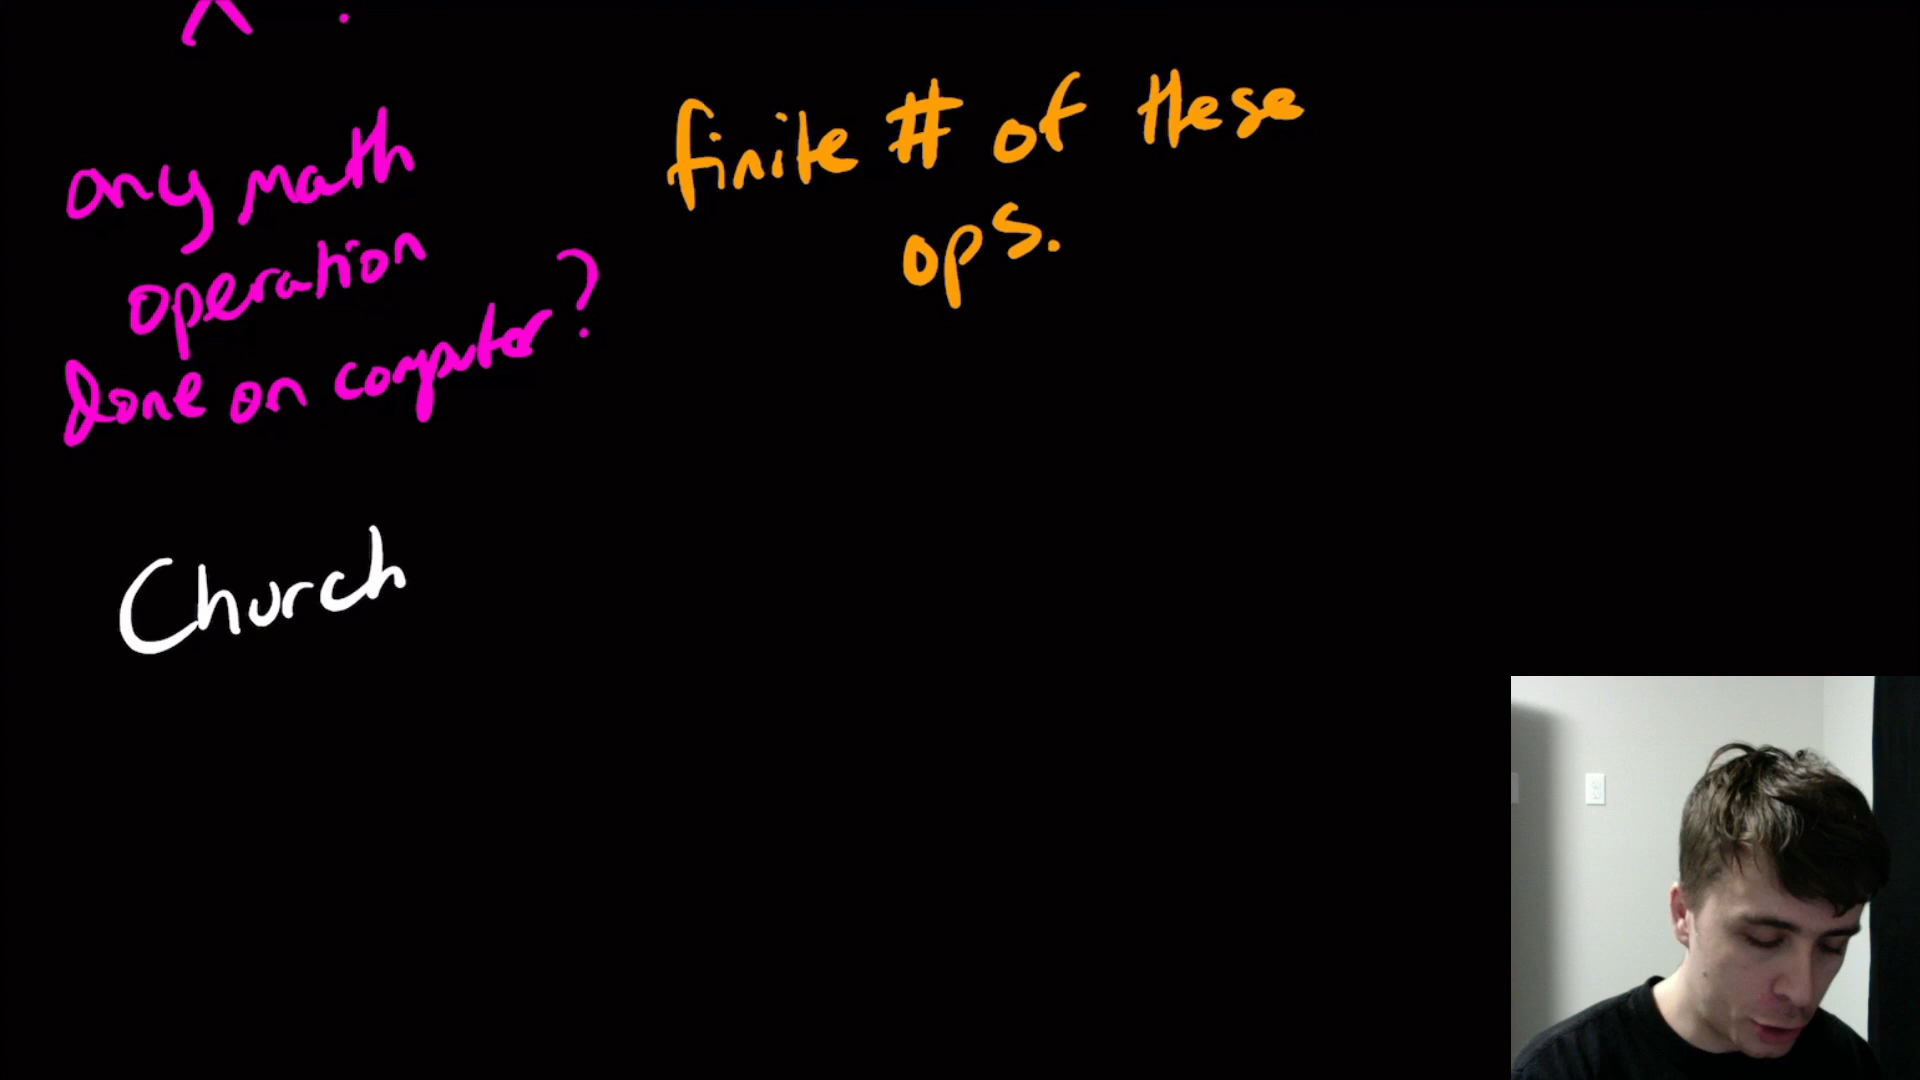 any math
operation
done on computer?
finite # of these
ops.
Church